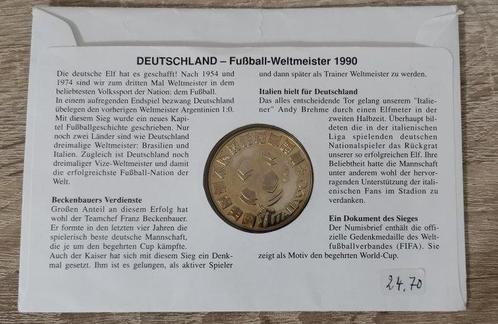 DEUTSCHLAND – Fußball-Weltmeister 1990
Die deutsche Elf hat es geschafft! Nach 1954 und
1974 sind wir zum dritten Mal Weltmeister in dem
beliebtesten Volkssport der Nation: dem Fußball.
In einem aufregenden Endspiel bezwang Deutschland
übelegen den vorherigen Weltmeister Argentinien 1:0.
Mit diesem Sieg wurde ein neues Kapi-
tel Fußballgeschichte geschrieben. Nur
noch zwei Länder sind wie Deutschland
dreimalige Weltmeister: Brasilien und
Italien. Zugleich ist Deutschland noch
dreimaliger Vize-Weltmeister und damit
die erfolgreichste Fußball-Nation der
Welt.
Beckenbauers Verdienste
Großen Anteil an diesem Erfolg hat
wohl der Teamchef Franz Beckenbauer.
Er formte in den letzten vier Jahren die
spielerisch beste deutsche Mannschaft,
die je um den begehrten Cup kämpfte.
Auch der Kaiser hat sich mit diesem Sieg ein Denk-
mal gesetzt. Ihm ist es gelungen, als aktiver Spieler
und dann später als Trainer Weltmeister zu werden.
Italien hielt für Deutschland
Das alles entscheidende Tor gelang unserem "Italie-
ner" Andy Brehme durch einen Elfmeter in der
zweiten Halbzeit. Überhaupt bil-
deten die in der italienischen
Liga spielenden deutschen
Nationalspieler das Rückgrat
unserer so erfolgreichen Elf. Ihre
Beliebtheit hatte die Mannschaft
unter anderem wohl der hervor-
ragenden Unterstützung der italie-
nischen Fans im Stadion zu
verdanken.
Ein Dokument des Sieges
Der Numisbrief enthält die offi-
zielle Gedenkmedaille des Welt-
fußballverbandes (FIFA). Sie
zeigt als Motiv den begehrten World-Cup.
24.70